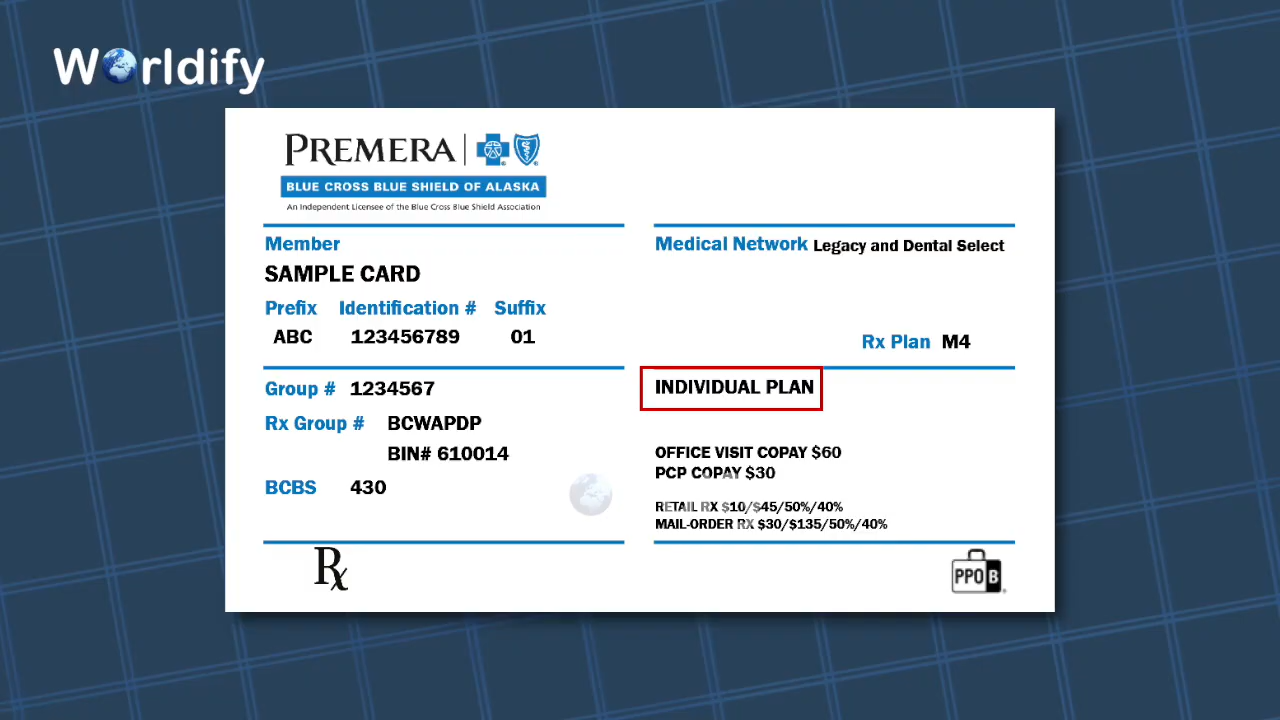 Worldify
PREMERA
BLUE CROSS BLUE SHIELD OF ALASKA
An Independent Licensee of the Blue Cross Blue Shield Association
Member
SAMPLE CARD
Prefix Identification # Suffix
ABC 123456789 01
Medical Network Legacy and Dental Select
Rx Plan M4
Group # 1234567
Rx Group # BCWAPDP
BIN# 610014
BCBS 430
INDIVIDUAL PLAN
OFFICE VISIT COPAY $60
PCP COPAY $30
RETAIL RX $10/$45/50%/40%
MAIL-ORDER RX $30/$135/50%/40%
Rx
PPO B